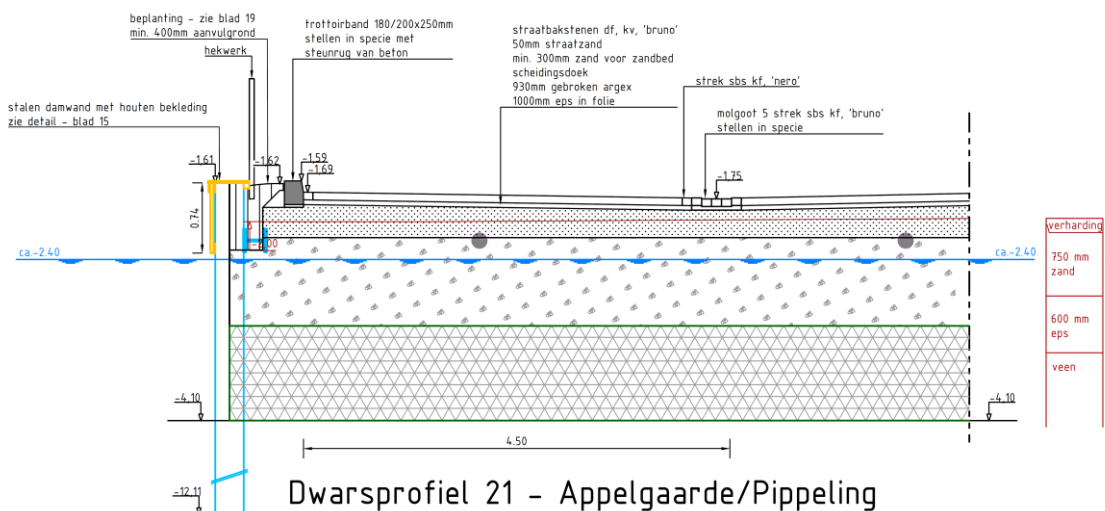 beplanting - zie blad 19
min. 400mm aanvulgrond
hekwerk
trottoirband 180/200x250mm
stellen in specie met
steunrug van beton
straatbakstenen df, kv, 'bruno'
50mm straatzand
min. 300mm zand voor zandbed
scheidingsdoek
930mm gebroken argex
1000mm eps in folie
strek sbs kf, 'nero'
molgoot 5 strek sbs kf, 'bruno'
stellen in specie
stalen damwand met houten bekleding
zie detail - blad 15
-1,61
-1,62
-1,59
-1,69
-1,75
0.74
-2.00
ca.-2.40
ca.-2.40
verharding
750 mm
zand
600 mm
eps
veen
-4,10
-4,10
4.50
-12,11
Dwarsprofiel 21 - Appelgaarde/Pippeling